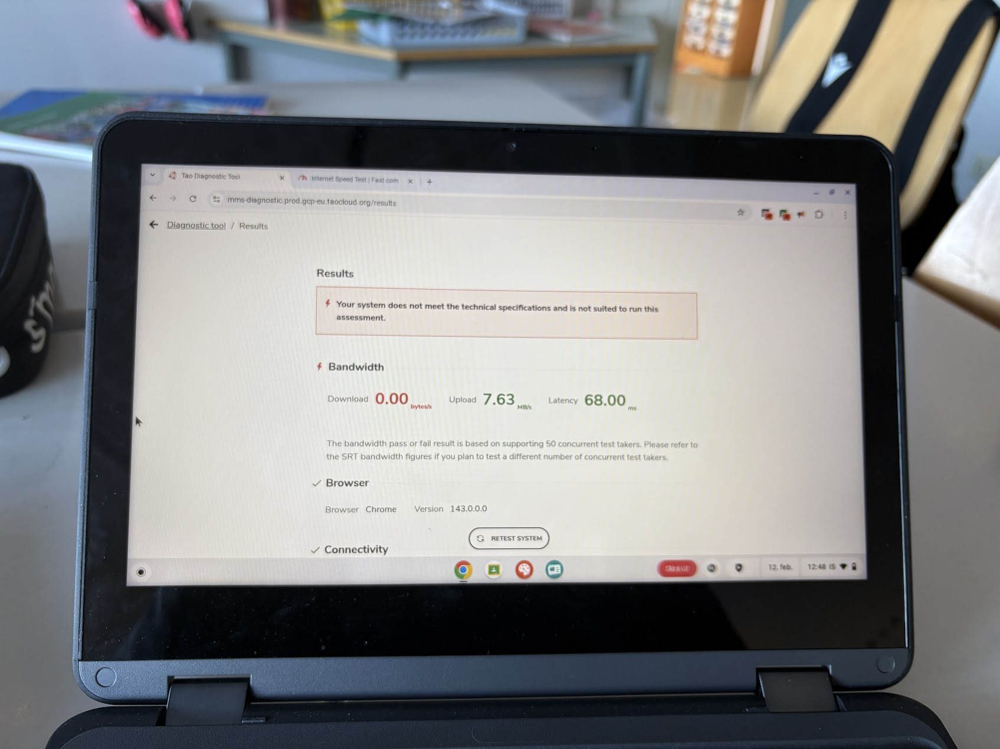 Tao Diagnostic Tool
Internet Speed Test | Fast.com
mms-diagnostic.prod.gcp-eu.taocloud.org/results
Diagnostic tool / Results
Results
Your system does not meet the technical specifications and is not suited to run this
assessment.
Bandwidth
Download 0.00 bytes/s Upload 7.63 MB/s Latency 68.00 ms
The bandwidth pass or fail result is based on supporting 50 concurrent test takers. Please refer to
the SRT bandwidth figures if you plan to test a different number of concurrent test takers.
Browser
Browser Chrome Version 143.0.0.0
RETEST SYSTEM
Connectivity
Skrá út 12. feb. 12:48 IS